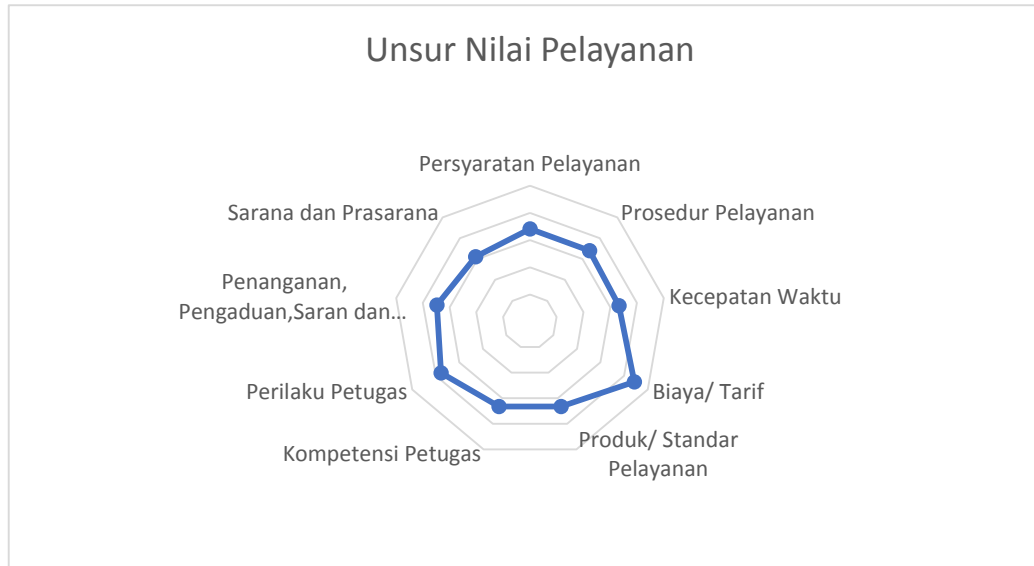 Unsur Nilai Pelayanan
Persyaratan Pelayanan
Prosedur Pelayanan
Kecepatan Waktu
Biaya/ Tarif
Produk/ Standar
Pelayanan
Kompetensi Petugas
Perilaku Petugas
Penanganan,
Pengaduan,Saran dan...
Sarana dan Prasarana